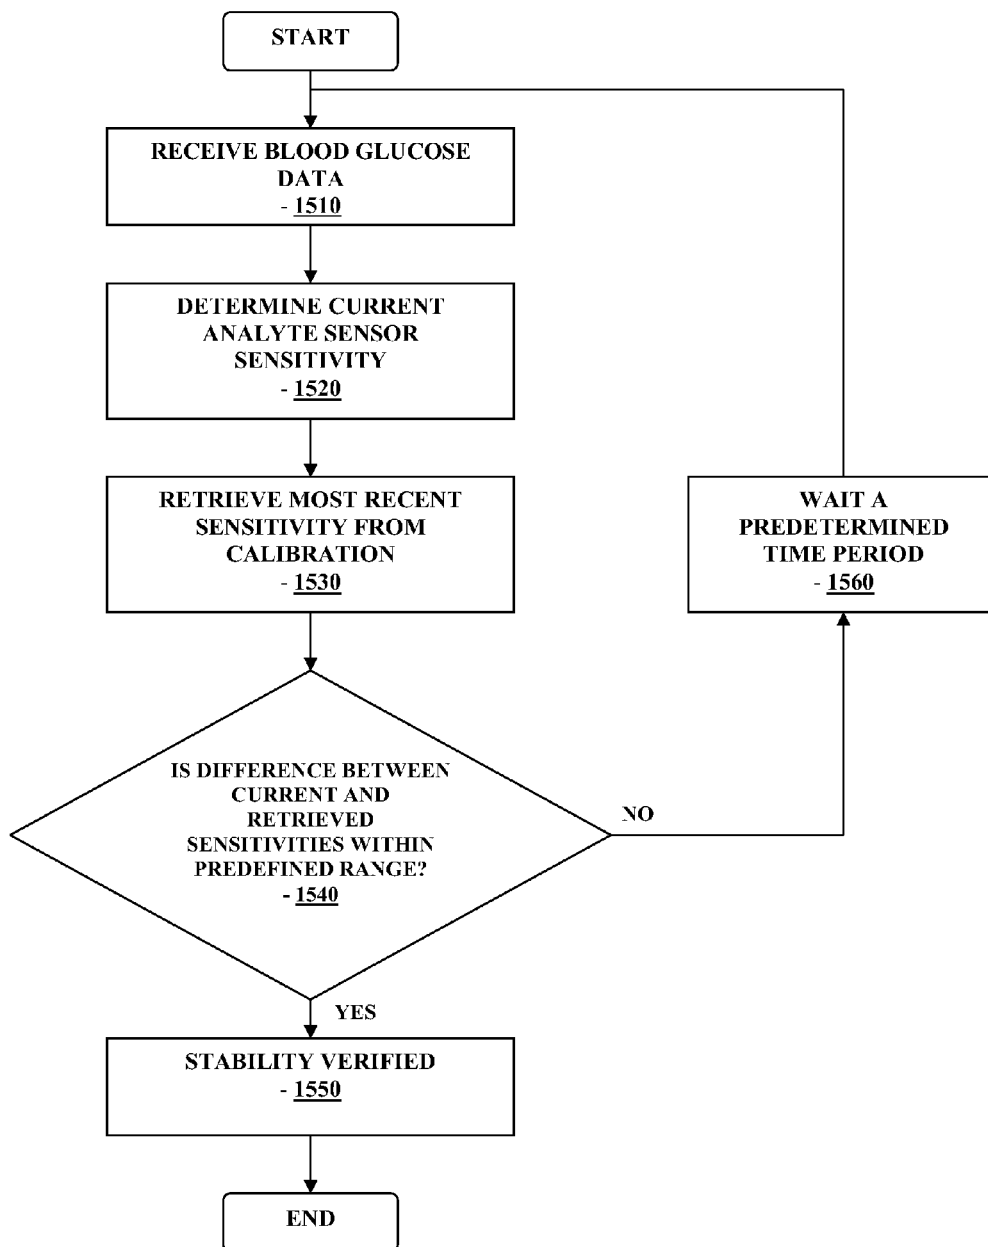 START
RECEIVE BLOOD GLUCOSE
DATA
- 1510
DETERMINE CURRENT
ANALYTE SENSOR
SENSITIVITY
- 1520
RETRIEVE MOST RECENT
SENSITIVITY FROM
CALIBRATION
- 1530
WAIT A
PREDETERMINED
TIME PERIOD
- 1560
IS DIFFERENCE BETWEEN
CURRENT AND
RETRIEVED
SENSITIVITIES WITHIN
PREDEFINED RANGE?
- 1540
NO
YES
STABILITY VERIFIED
- 1550
END